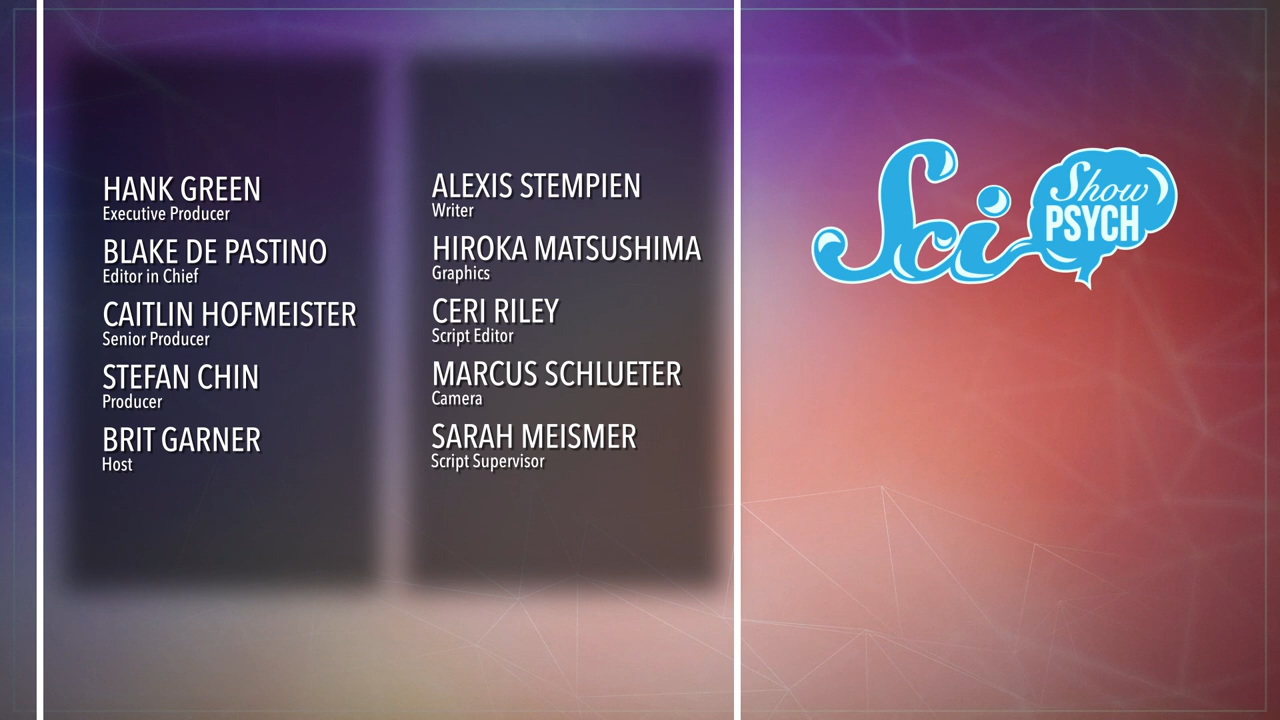 HANK GREEN
Executive Producer
BLAKE DE PASTINO
Editor in Chief
CAITLIN HOFMEISTER
Senior Producer
STEFAN CHIN
Producer
BRIT GARNER
Host
ALEXIS STEMPIEN
Writer
HIROKA MATSUSHIMA
Graphics
CERI RILEY
Script Editor
MARCUS SCHLUETER
Camera
SARAH MEISMER
Script Supervisor
Sci Show
PSYCH